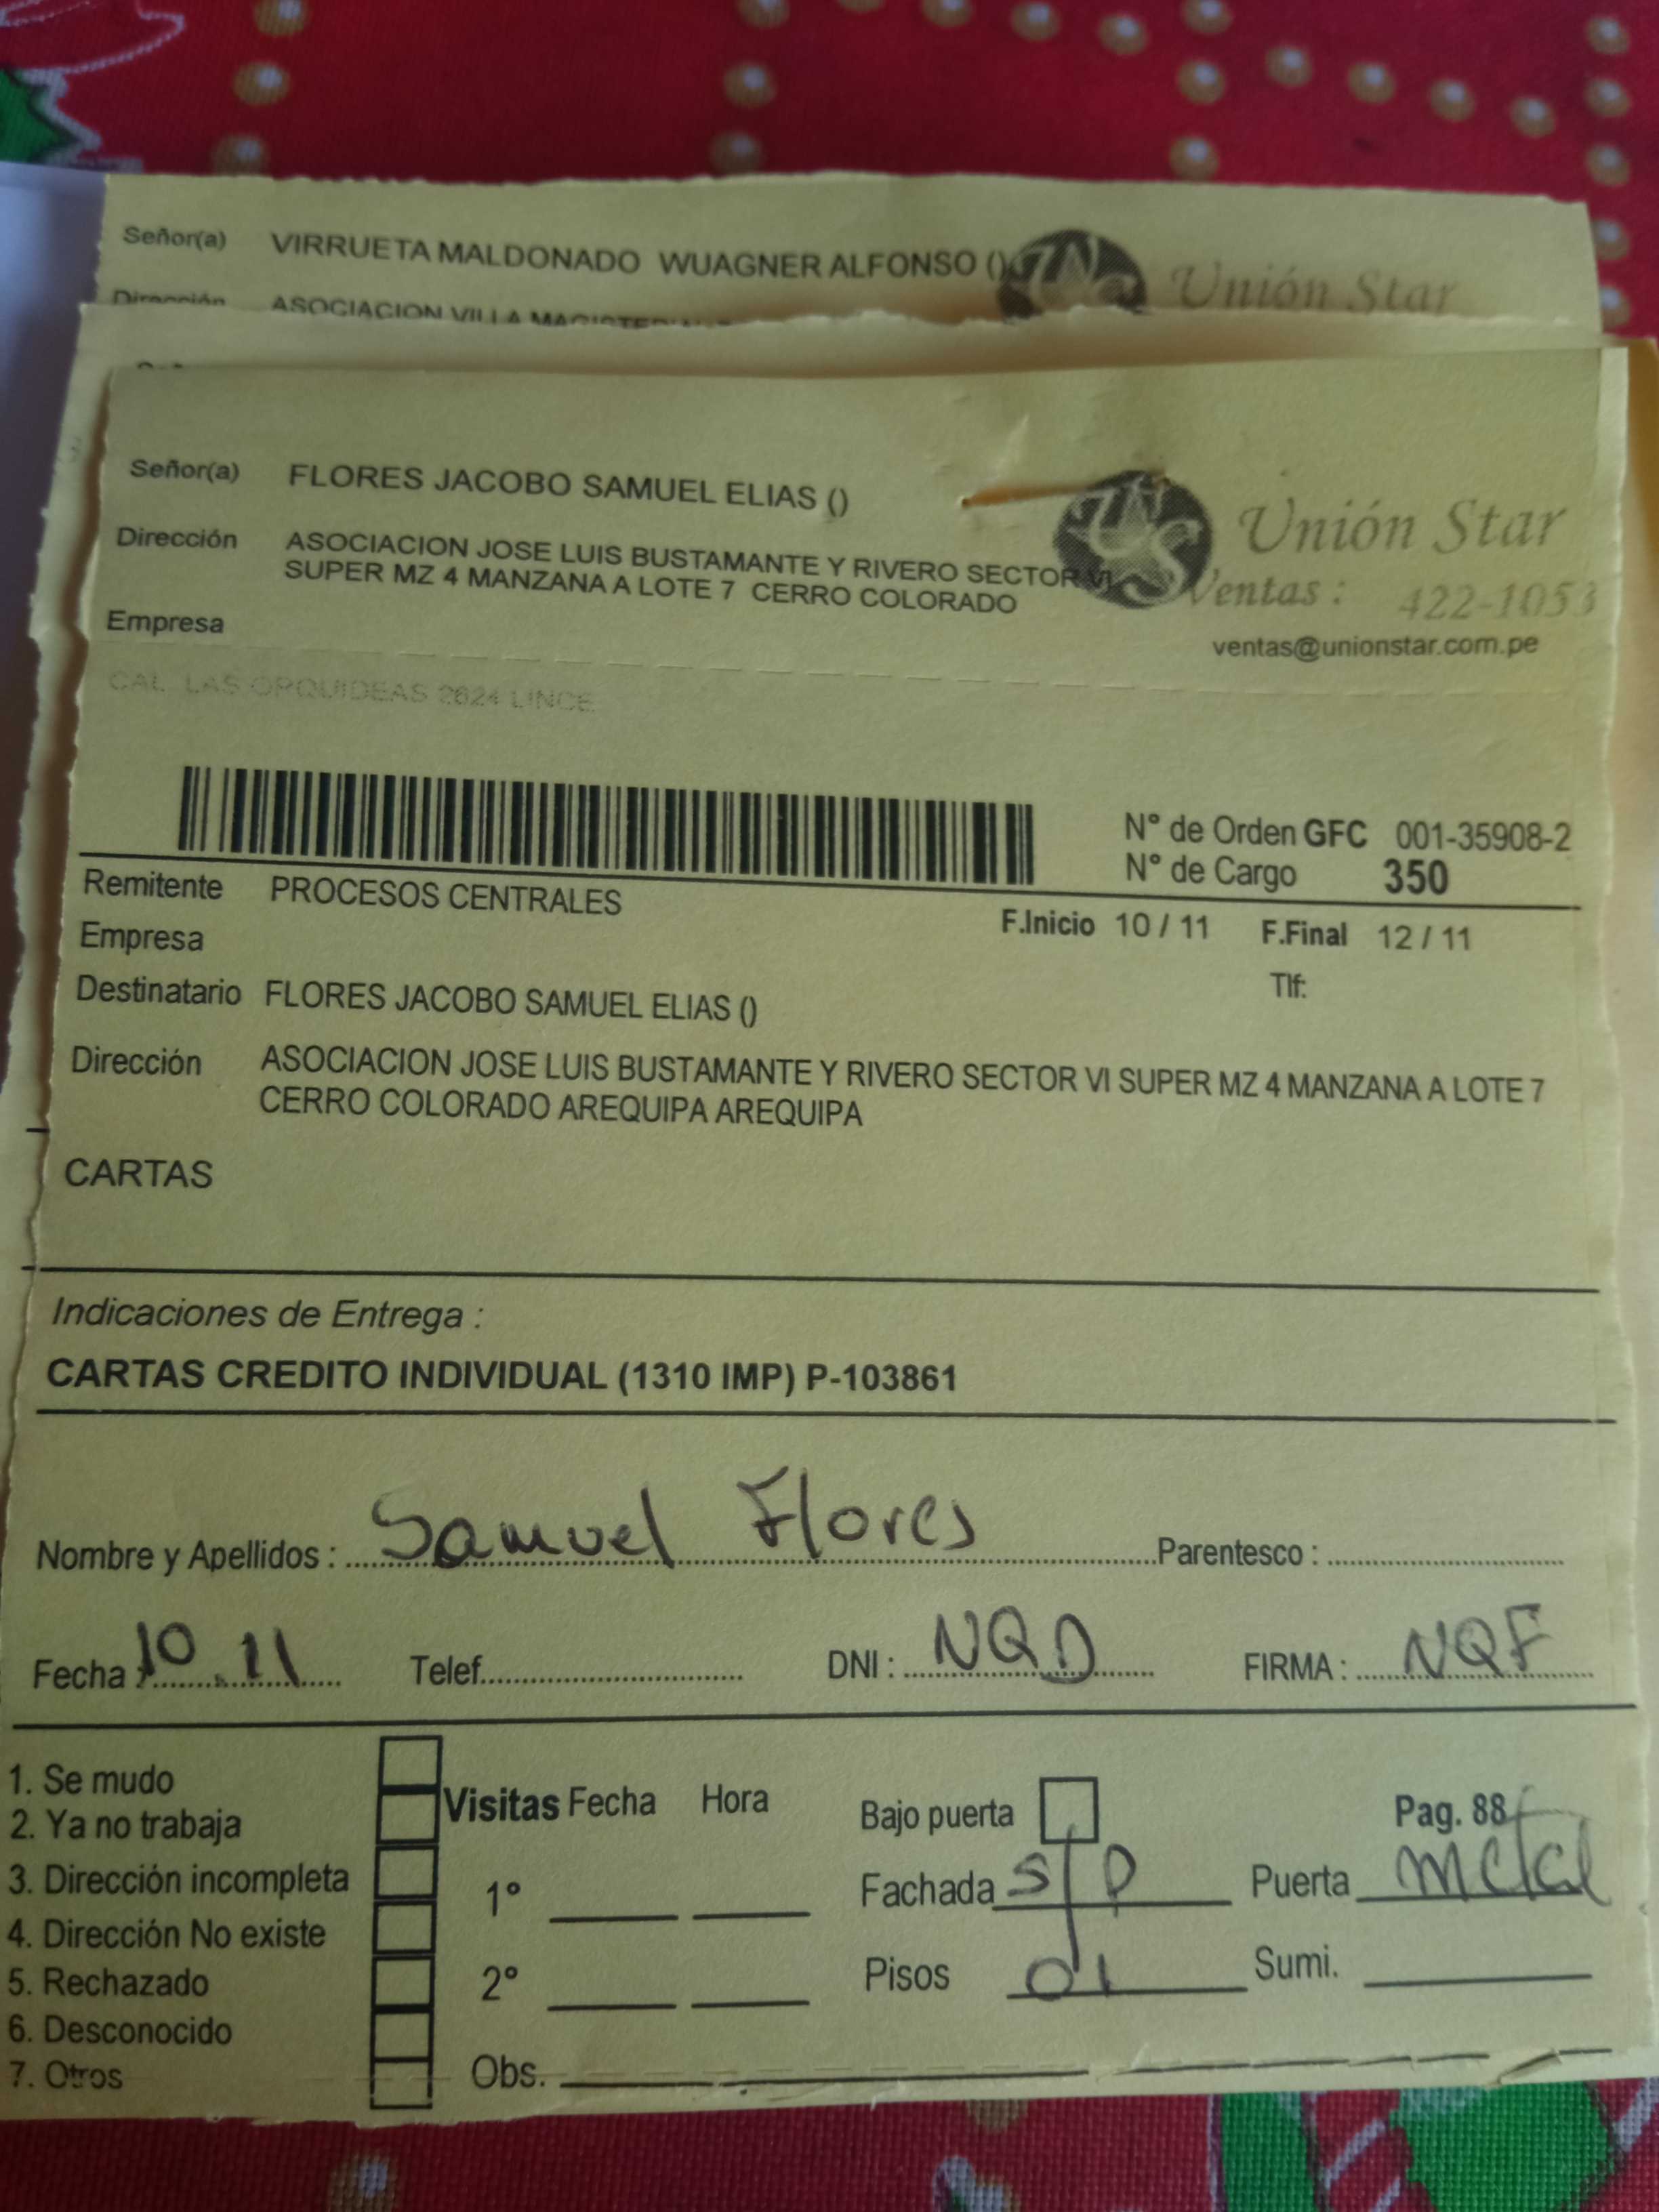 Señor(a) VIRRUETA MALDONADO WUAGNER ALFONSO () Unión Star
Dirección ASOCIACION VILLA
Señor(a) FLORES JACOBO SAMUEL ELIAS ()
Unión Star
Dirección ASOCIACION JOSE LUIS BUSTAMANTE Y RIVERO SECTOR VI
SUPER MZ 4 MANZANA A LOTE 7 CERRO COLORADO
Ventas : 422-1053
Empresa
ventas@unionstar.com.pe
CAL LAS ORQUIDEAS 2624 LINCE
N° de Orden GFC 001-35908-2
N° de Cargo 350
Remitente PROCESOS CENTRALES
F.Inicio 10 / 11 F.Final 12 / 11
Empresa
Tlf:
Destinatario FLORES JACOBO SAMUEL ELIAS ()
Dirección ASOCIACION JOSE LUIS BUSTAMANTE Y RIVERO SECTOR VI SUPER MZ 4 MANZANA A LOTE 7
CERRO COLORADO AREQUIPA AREQUIPA
CARTAS
Indicaciones de Entrega :
CARTAS CREDITO INDIVIDUAL (1310 IMP) P-103861
Nombre y Apellidos : Samuel Flores Parentesco :
Fecha : 10.11 Telef. DNI : NQD FIRMA : NQF
1. Se mudo
2. Ya no trabaja
3. Dirección incompleta
4. Dirección No existe
5. Rechazado
6. Desconocido
7. Otros
Visitas Fecha Hora
1°
2°
Obs.
Bajo puerta Pag. 88
Fachada S/P Puerta Metal
Pisos 01 Sumi.